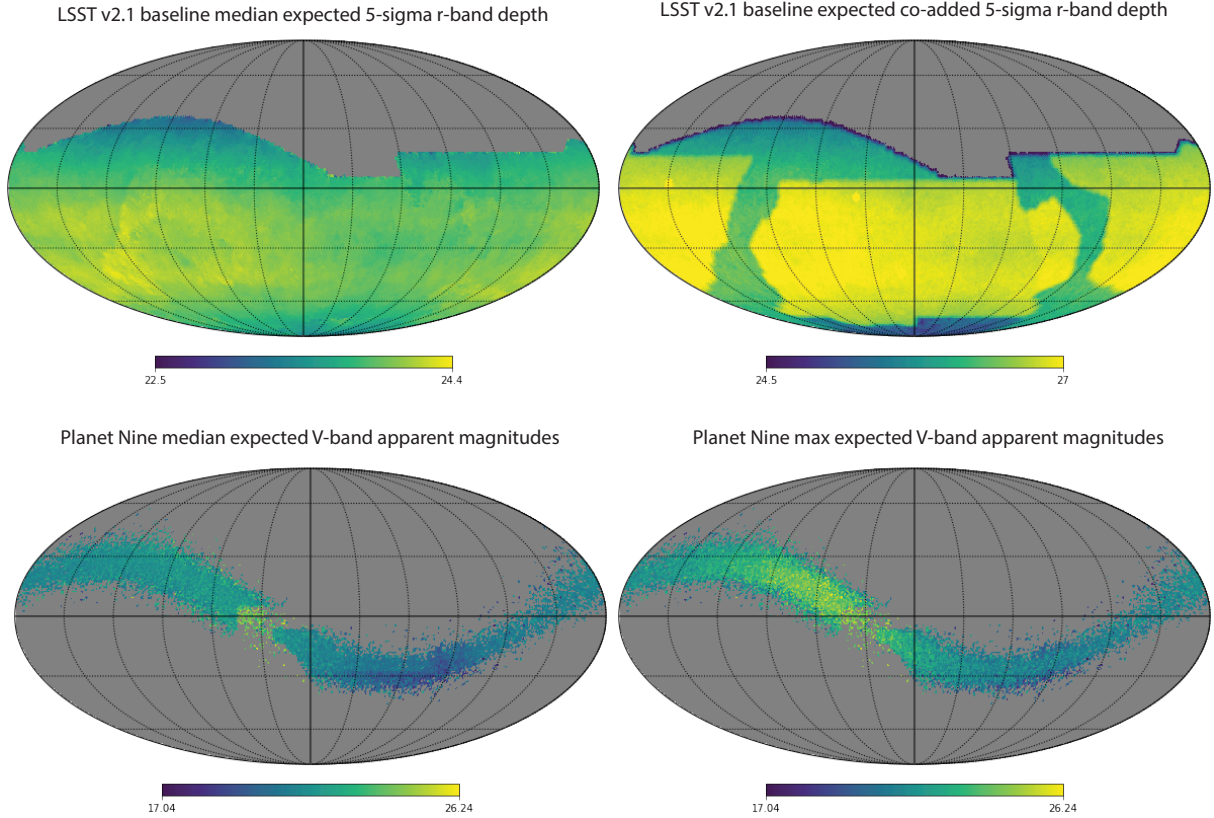 LSST v2.1 baseline median expected 5-sigma r-band depth
LSST v2.1 baseline expected co-added 5-sigma r-band depth
22.5
24.4
24.5
27
Planet Nine median expected V-band apparent magnitudes
Planet Nine max expected V-band apparent magnitudes
17.04
26.24
17.04
26.24